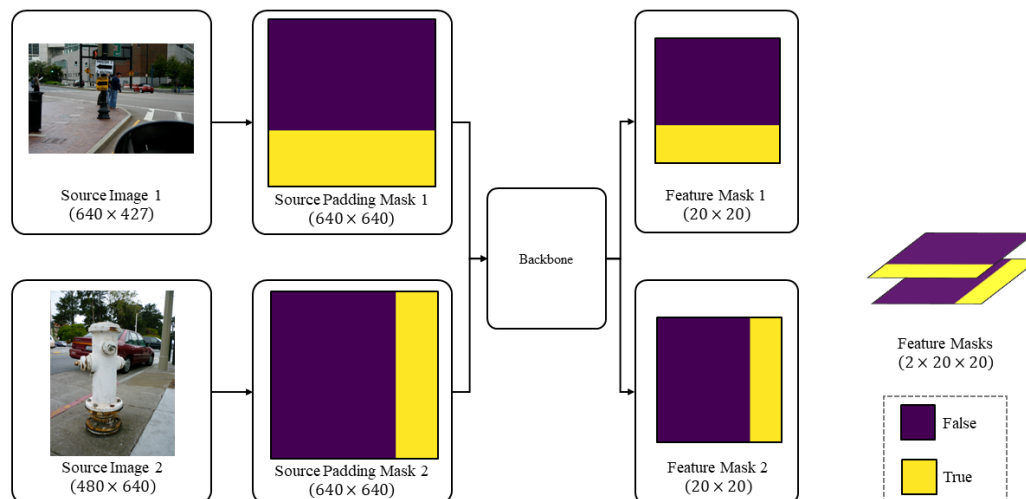 Source Image 1
(640 × 427)
Source Padding Mask 1
(640 × 640)
Backbone
Feature Mask 1
(20 × 20)
Source Image 2
(480 × 640)
Source Padding Mask 2
(640 × 640)
Feature Mask 2
(20 × 20)
Feature Masks
(2 × 20 × 20)
False
True